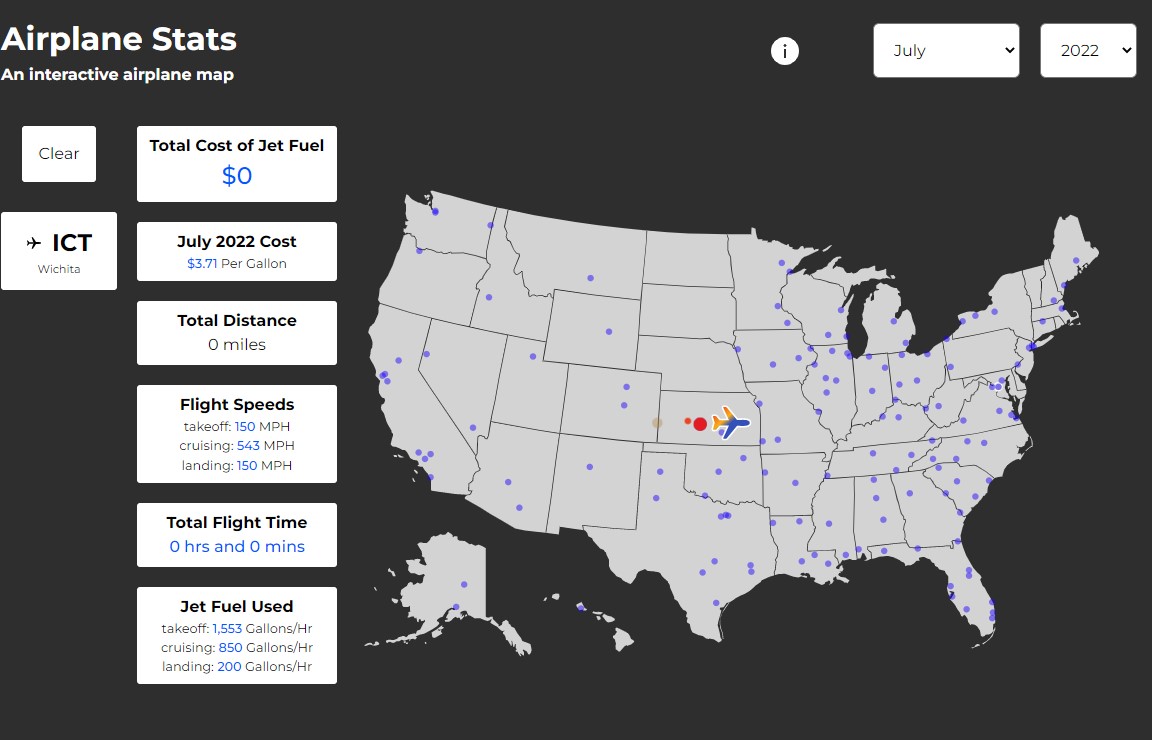 Airplane Stats
An interactive airplane map
i
July
2022
Clear
ICT
Wichita
Total Cost of Jet Fuel
$0
July 2022 Cost
$3.71 Per Gallon
Total Distance
0 miles
Flight Speeds
takeoff: 150 MPH
cruising: 543 MPH
landing: 150 MPH
Total Flight Time
0 hrs and 0 mins
Jet Fuel Used
takeoff: 1,553 Gallons/Hr
cruising: 850 Gallons/Hr
landing: 200 Gallons/Hr